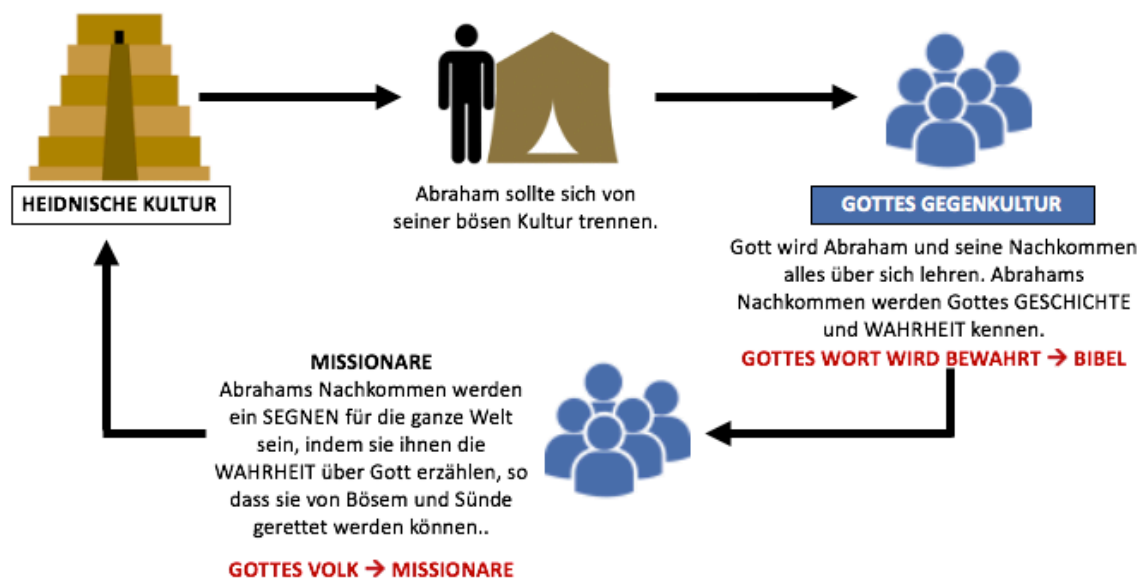 HEIDNISCHE KULTUR
Abraham sollte sich von
seiner bösen Kultur trennen.
GOTTES GEGENKULTUR
Gott wird Abraham und seine Nachkommen
alles über sich lehren. Abrahams
Nachkommen werden Gottes GESCHICHTE
und WAHRHEIT kennen.
GOTTES WORT WIRD BEWAHRT → BIBEL
MISSIONARE
Abrahams Nachkommen werden
ein SEGNEN für die ganze Welt
sein, indem sie ihnen die
WAHRHEIT über Gott erzählen, so
dass sie von Bösem und Sünde
gerettet werden können..
GOTTES VOLK → MISSIONARE